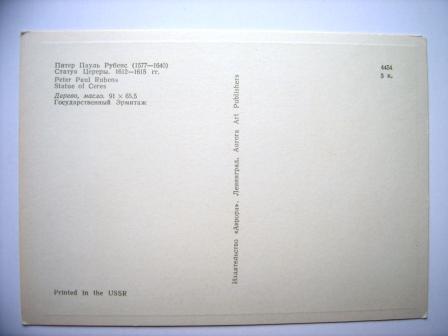 Питер Пауль Рубенс (1577—1640)
Статуя Цереры. 1612—1615 гг.
Peter Paul Rubens
Statue of Ceres
Дерево, масло. 91 × 65,5
Государственный Эрмитаж
4454
5 к.
Издательство «Аврора». Ленинград. Aurora Art Publishers
Printed in the USSR